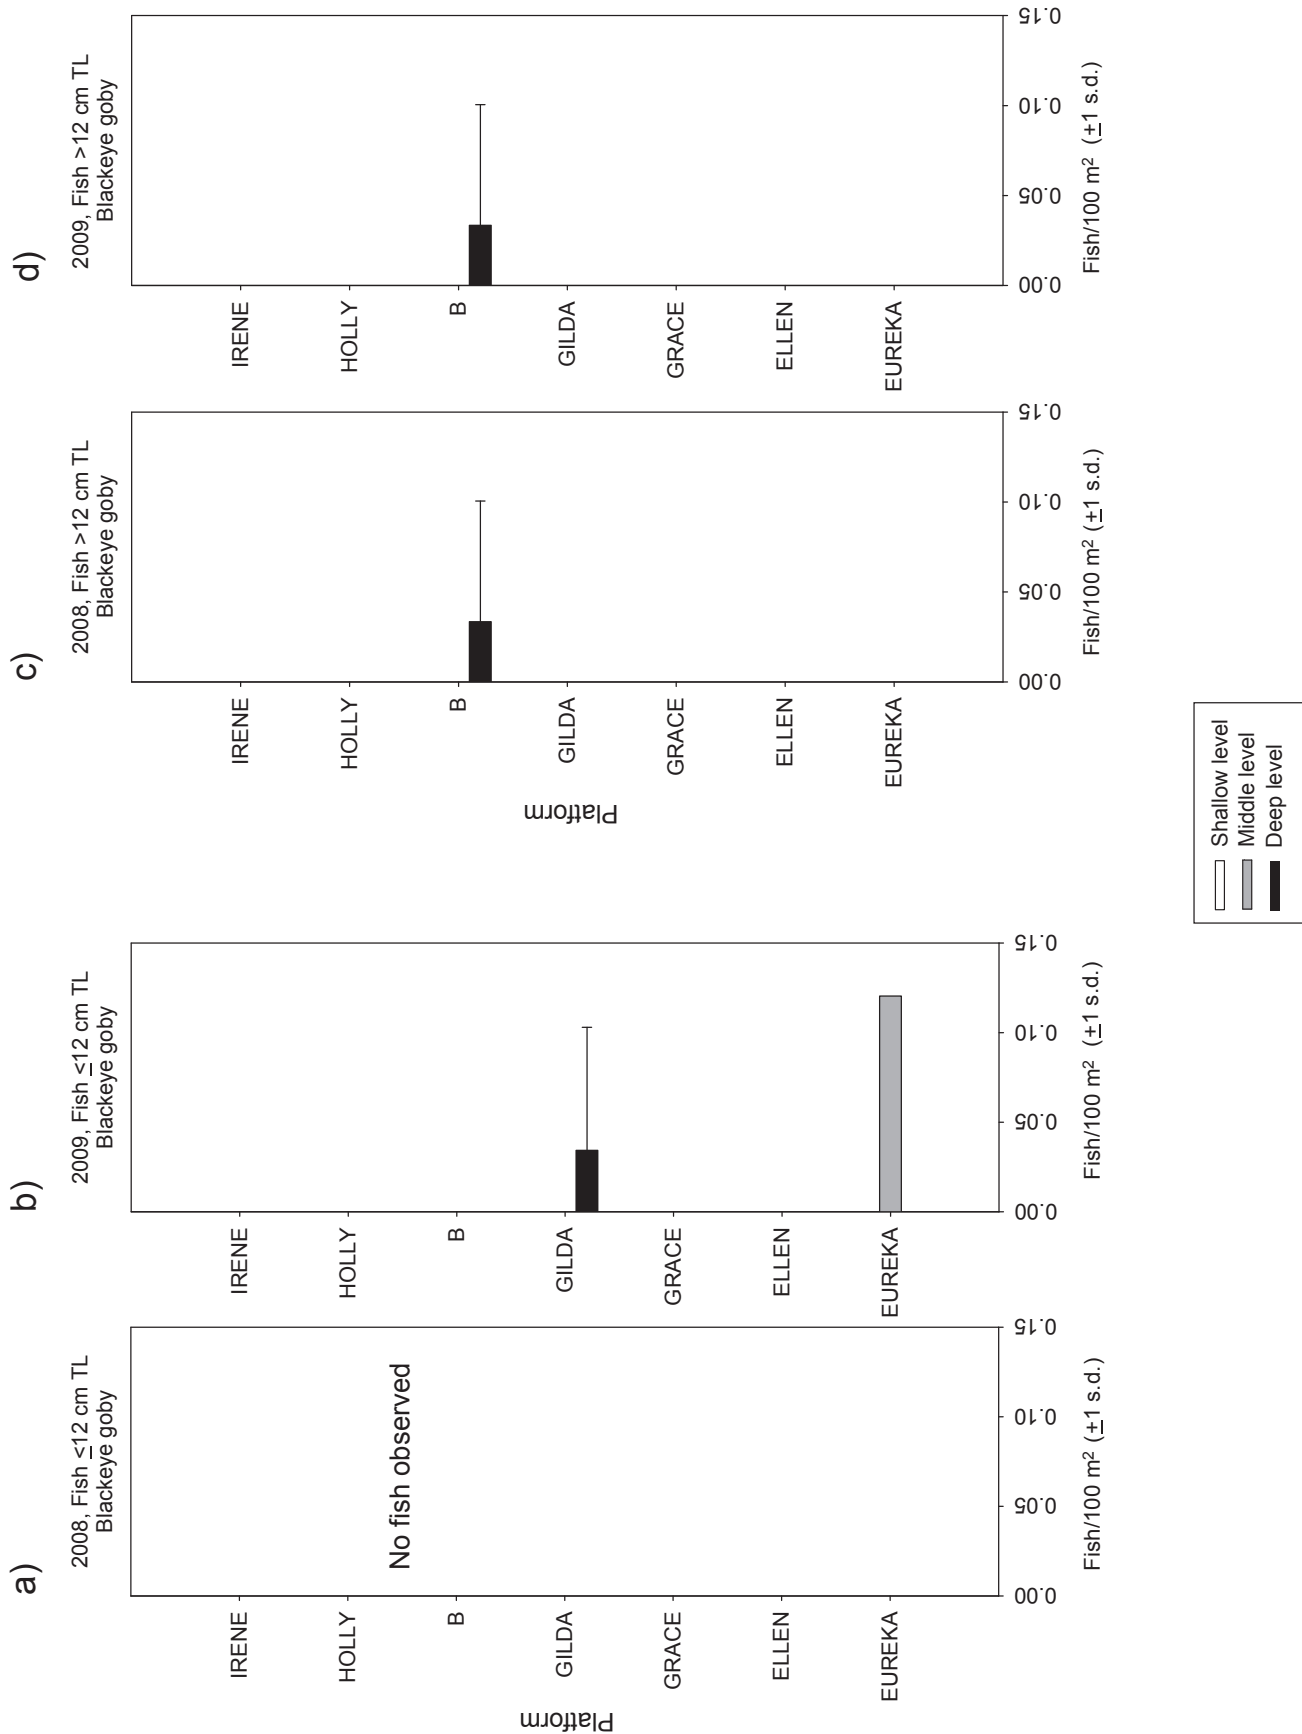 a)
2008, Fish <12 cm TL
Blackeye goby
IRENE
HOLLY
B
GILDA
GRACE
ELLEN
EUREKA
Platform
No fish observed
0.00
0.05
0.10
0.15
Fish/100 m² (±1 s.d.)
b)
2009, Fish ≤12 cm TL
Blackeye goby
IRENE
HOLLY
B
GILDA
GRACE
ELLEN
EUREKA
0.00
0.05
0.10
0.15
Fish/100 m² (±1 s.d.)
c)
2008, Fish >12 cm TL
Blackeye goby
IRENE
HOLLY
B
GILDA
GRACE
ELLEN
EUREKA
Platform
0.00
0.05
0.10
0.15
Fish/100 m² (±1 s.d.)
d)
2009, Fish >12 cm TL
Blackeye goby
IRENE
HOLLY
B
GILDA
GRACE
ELLEN
EUREKA
0.00
0.05
0.10
0.15
Fish/100 m² (±1 s.d.)
Shallow level
Middle level
Deep level